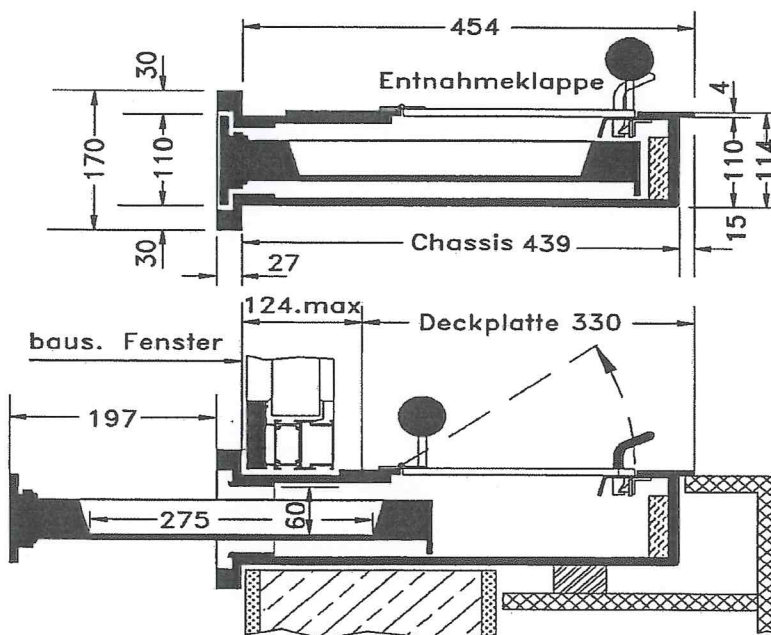 454
30
Entnahmeklappe
4
170
110
110
114
30
Chassis 439
15
27
124.max
Deckplatte 330
baus. Fenster
197
275
60